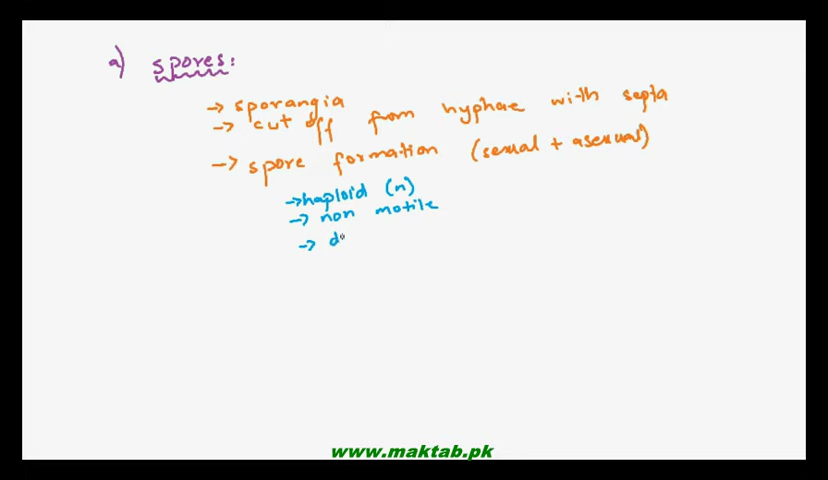 a) spores:
→ sporangia
→ cut off from hyphae with septa
→ spore formation (sexual + asexual)
→ haploid (n)
→ non motile
→ d
www.maktab.pk